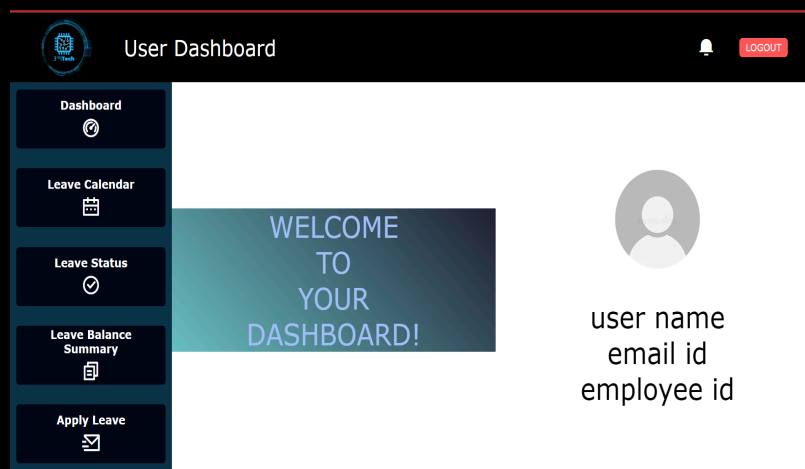 3rdiTech
User Dashboard
LOGOUT
Dashboard
Leave Calendar
Leave Status
Leave Balance
Summary
Apply Leave
WELCOME
TO
YOUR
DASHBOARD!
user name
email id
employee id